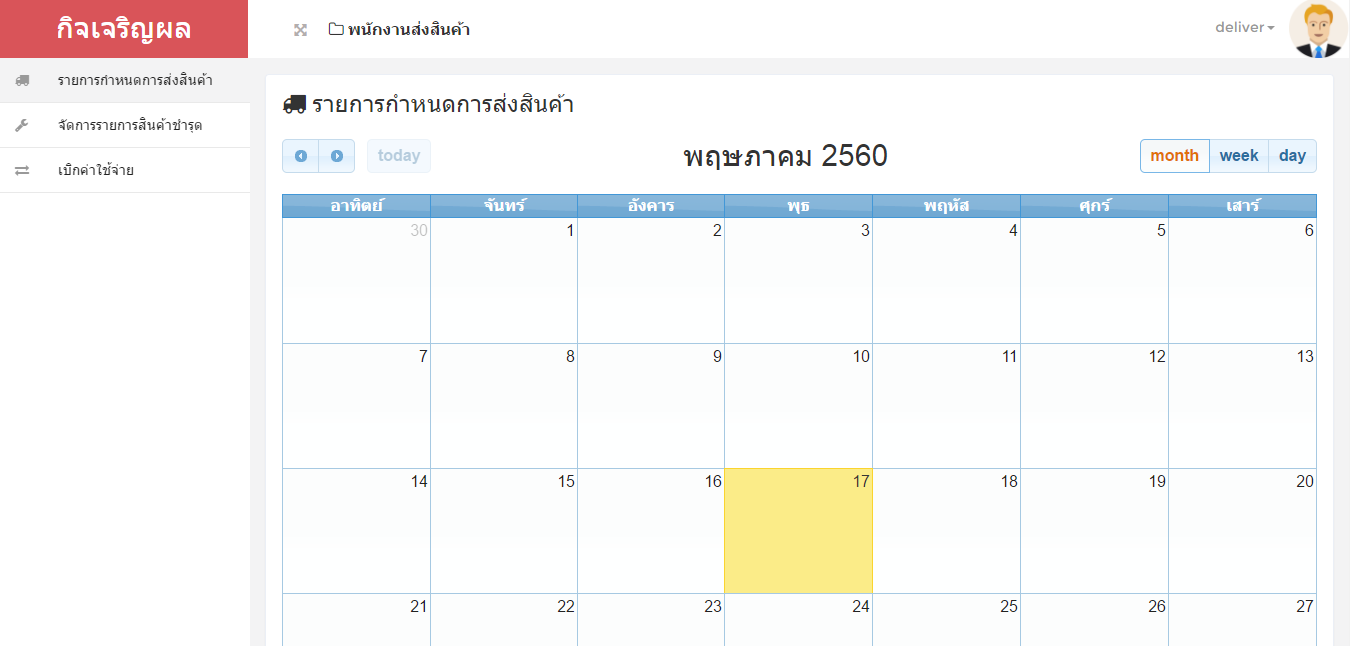 กิจเจริญผล
พนักงานส่งสินค้า
deliver
รายการกำหนดการส่งสินค้า
จัดการรายการสินค้าชำรุด
เบิกค่าใช้จ่าย
รายการกำหนดการส่งสินค้า
today
พฤษภาคม 2560
month week day
อาทิตย์ จันทร์ อังคาร พุธ พฤหัส ศุกร์ เสาร์
30 1 2 3 4 5 6
7 8 9 10 11 12 13
14 15 16 17 18 19 20
21 22 23 24 25 26 27